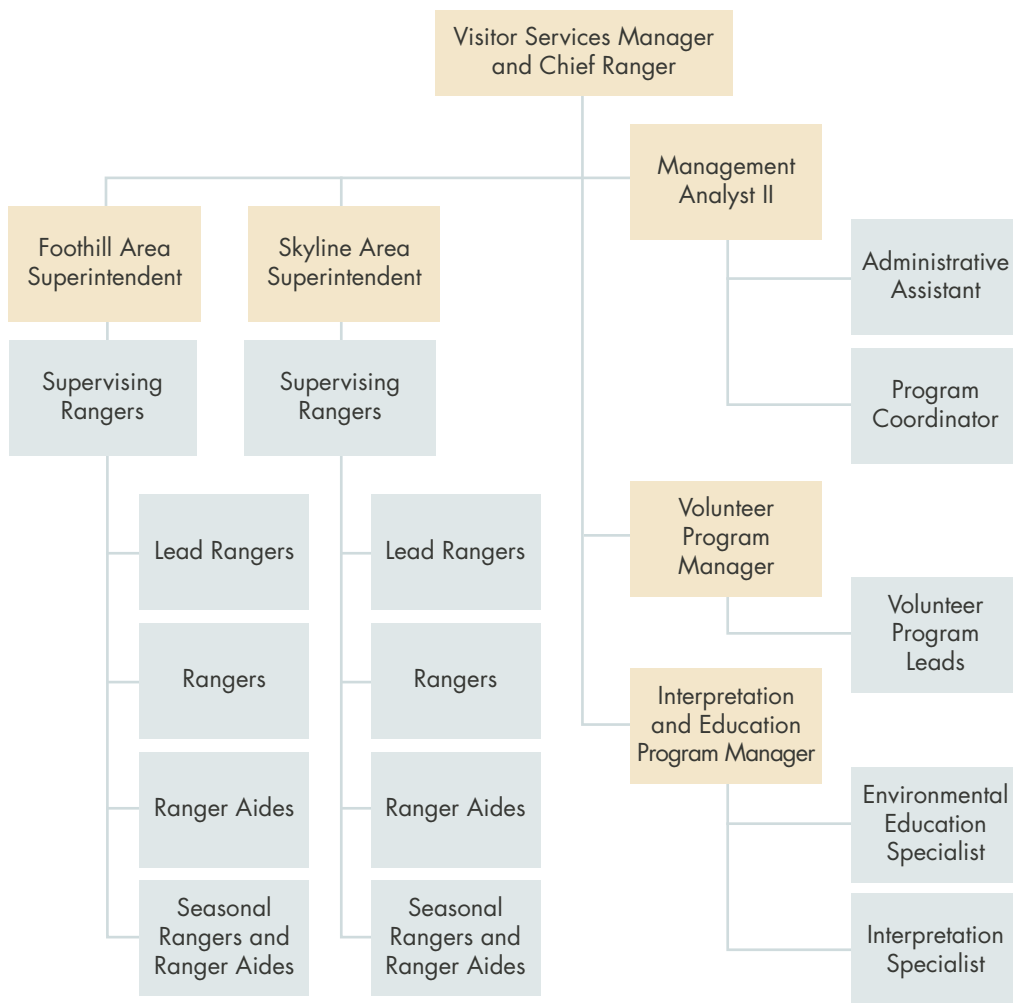 Visitor Services Manager
and Chief Ranger
Management
Analyst II
Foothill Area
Superintendent
Skyline Area
Superintendent
Administrative
Assistant
Supervising
Rangers
Supervising
Rangers
Program
Coordinator
Volunteer
Program
Manager
Lead Rangers
Lead Rangers
Volunteer
Program
Leads
Rangers
Rangers
Interpretation
and Education
Program Manager
Ranger Aides
Ranger Aides
Environmental
Education
Specialist
Seasonal
Rangers and
Ranger Aides
Seasonal
Rangers and
Ranger Aides
Interpretation
Specialist